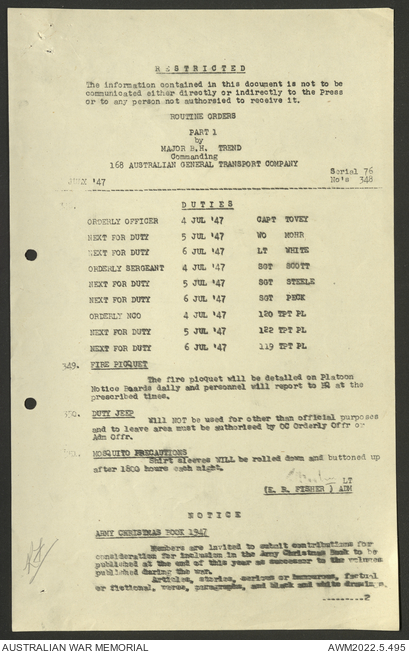 RESTRICTED
The information contained in this document is not to be
communicated either directly or indirectly to the Press
or to any person not authorsied to receive it.
ROUTINE ORDERS
PART 1
by
MAJOR B.H. TREND
Commanding
168 AUSTRALIAN GENERAL TRANSPORT COMPANY
Serial 76
JULY '47 No's 348
DUTIES
ORDERLY OFFICER 4 JUL '47 CAPT TOVEY
NEXT FOR DUTY 5 JUL '47 WO MOHR
NEXT FOR DUTY 6 JUL '47 LT WHITE
ORDERLY SERGEANT 4 JUL '47 SGT SCOTT
NEXT FOR DUTY 5 JUL '47 SGT STEELE
NEXT FOR DUTY 6 JUL '47 SGT PECK
ORDERLY NCO 4 JUL '47 120 TPT PL
NEXT FOR DUTY 5 JUL '47 122 TPT PL
NEXT FOR DUTY 6 JUL '47 119 TPT PL
349. FIRE PICQUET
The fire picquet will be detailed on Platoon
Notice Boards daily and personnel will report to HQ at the
prescribed times.
350. DUTY JEEP
Will NOT be used for other than official purposes
and to leave area must be authorised by OC Orderly Offr or
Adm Offr.
351. MOSQUITO PRECAUTIONS
Shirt sleeves WILL be rolled down and buttoned up
after 1800 hours each night.
LT
(E. R. FISHER) ADM
NOTICE
ARMY CHRISTMAS BOOK 1947
Members are invited to submit contributions for
consideration for inclusion in the Army Christmas Book to be
published at the end of this year as successor to the volumes
published during the war.
Articles, stories, serious or humourous, factual
or fictional, verse, paragraphs, and black and white drawings.
--------2
AUSTRALIAN WAR MEMORIAL AWM2022.5.495